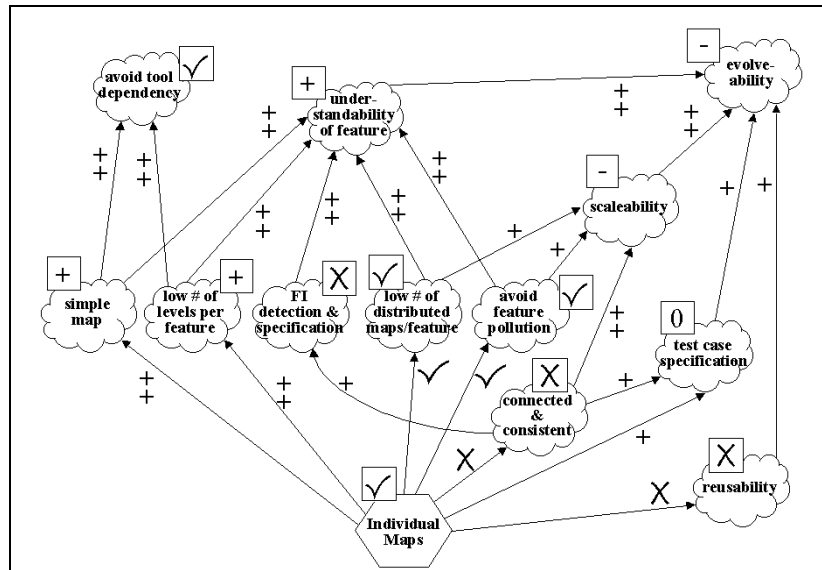 avoid tool
dependency
✓
+
under-
standability
of feature
-
evolve-
ability
+
+
+
+
+
+
+
+
+
+
-
scaleability
+
+
+
+
+
+
+
+
+
+
+
+
+
simple
map
+
low # of
levels per
feature
X
FI
detection &
specification
✓
low # of
distributed
maps/feature
avoid
feature
pollution
✓
+
+
0
test case
specification
+
+
+
+
✓
✓
+
X
connected
&
consistent
+
+
X
X
X
reusability
✓
Individual
Maps